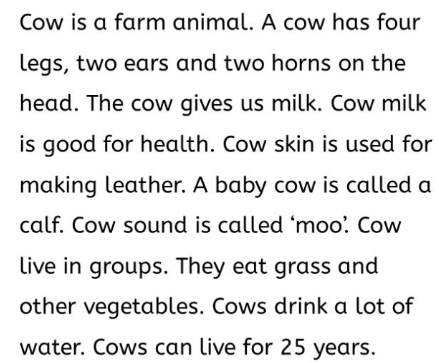 Cow is a farm animal. A cow has four
legs, two ears and two horns on the
head. The cow gives us milk. Cow milk
is good for health. Cow skin is used for
making leather. A baby cow is called a
calf. Cow sound is called ‘moo’. Cow
live in groups. They eat grass and
other vegetables. Cows drink a lot of
water. Cows can live for 25 years.